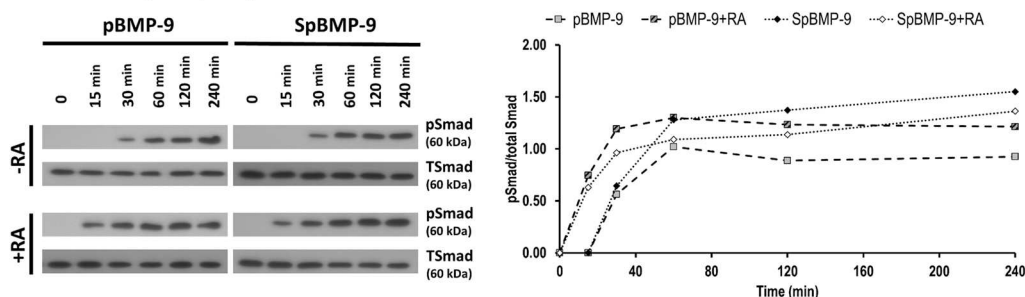 pBMP-9 SpBMP-9
0 15 min 30 min 60 min 120 min 240 min 0 15 min 30 min 60 min 120 min 240 min
-RA
pSmad
(60 kDa)
TSmad
(60 kDa)
+RA
pSmad
(60 kDa)
TSmad
(60 kDa)
pBMP-9 pBMP-9+RA SpBMP-9 SpBMP-9+RA
pSmad/total Smad
2.00
1.50
1.00
0.50
0.00
0 40 80 120 160 200 240
Time (min)